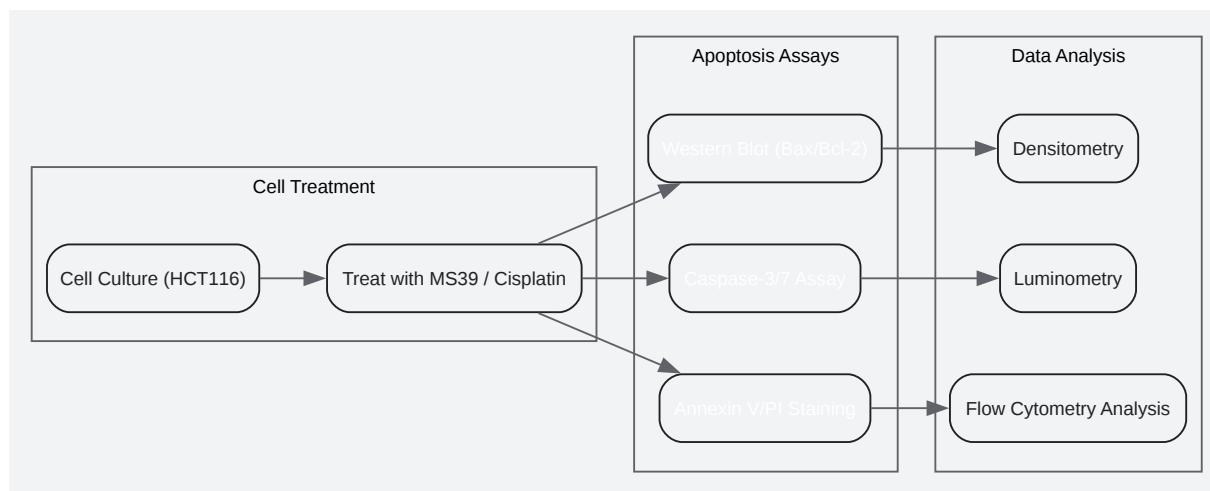 Cell Treatment
Cell Culture (HCT116)
Treat with MS39 / Cisplatin
Apoptosis Assays
Western Blot (Bax/Bcl-2)
Caspase-3/7 Assay
Annexin V/PI Staining
Data Analysis
Densitometry
Luminometry
Flow Cytometry Analysis